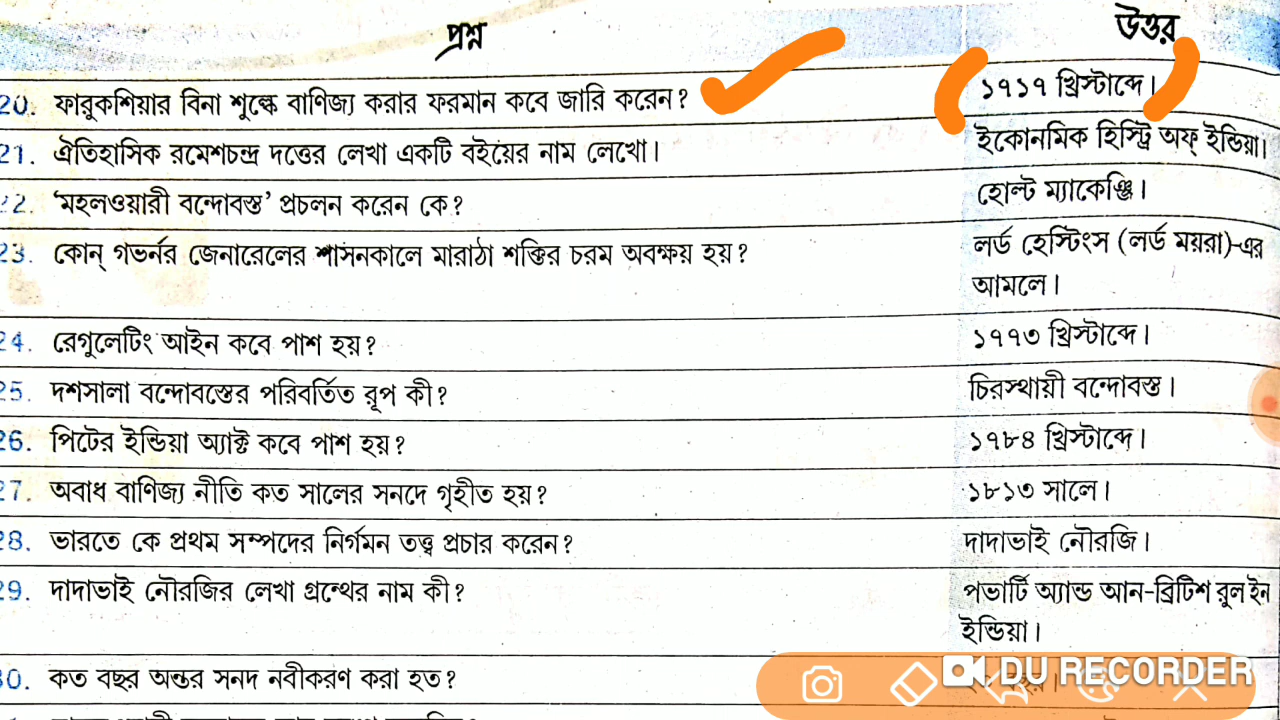 প্রশ্ন
উত্তর
20. ফারুকশিয়ার বিনা শুল্কে বাণিজ্য করার ফরমান কবে জারি করেন?
১৭১৭ খ্রিস্টাব্দে।
21. ঐতিহাসিক রমেশচন্দ্র দত্তের লেখা একটি বইয়ের নাম লেখো।
ইকোনমিক হিস্ট্রি অফ্ ইন্ডিয়া।
22. ‘মহলওয়ারী বন্দোবস্ত’ প্রচলন করেন কে?
হোল্ট ম্যাকেঞ্জি।
23. কোন্ গভর্নর জেনারেলের শাসনকালে মারাঠা শক্তির চরম অবক্ষয় হয়?
লর্ড হেস্টিংস (লর্ড ময়রা)-এর
আমলে।
24. রেগুলেটিং আইন কবে পাশ হয়?
১৭৭৩ খ্রিস্টাব্দে।
25. দশসালা বন্দোবস্তের পরিবর্তিত রূপ কী?
চিরস্থায়ী বন্দোবস্ত।
26. পিটের ইন্ডিয়া অ্যাক্ট কবে পাশ হয়?
১৭৮৪ খ্রিস্টাব্দে।
27. অবাধ বাণিজ্য নীতি কত সালের সনদে গৃহীত হয়?
১৮১৩ সালে।
28. ভারতে কে প্রথম সম্পদের নির্গমন তত্ত্ব প্রচার করেন?
দাদাভাই নৌরজি।
29. দাদাভাই নৌরজির লেখা গ্রন্থের নাম কী?
পভার্টি অ্যান্ড আন-ব্রিটিশ রুল ইন
ইন্ডিয়া।
30. কত বছর অন্তর সনদ নবীকরণ করা হত?
DU RECORDER